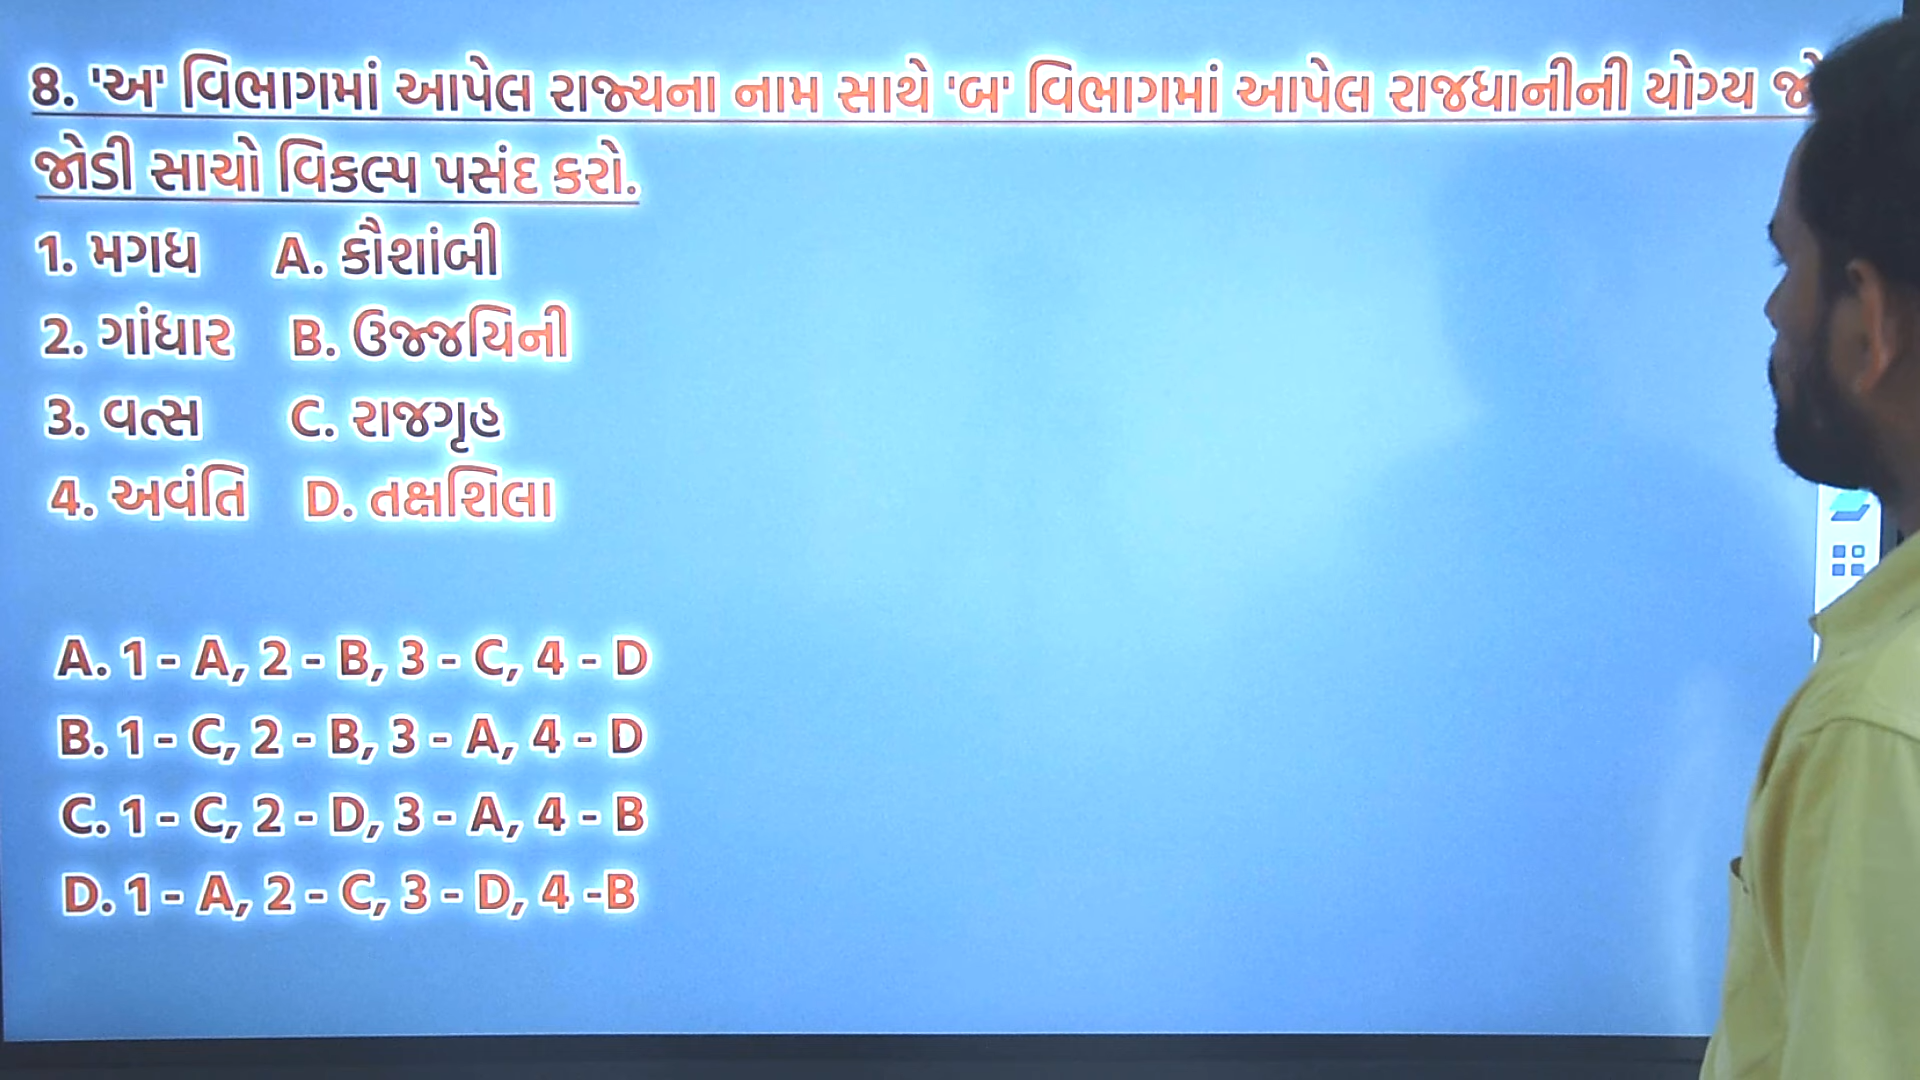 8. 'અ' વિભાગમાં આપેલ રાજ્યના નામ સાથે 'બ' વિભાગમાં આપેલ રાજધાનીની યોગ્ય
જોડી સાચો વિકલ્પ પસંદ કરો.
1. મગધ A. કૌશાંબી
2. ગાંધાર B. ઉજ્જયિની
3. વત્સ C. રાજગૃહ
4. અવંતિ D. તક્ષશિલા
A. 1 - A, 2 - B, 3 - C, 4 - D
B. 1 - C, 2 - B, 3 - A, 4 - D
C. 1 - C, 2 - D, 3 - A, 4 - B
D. 1 - A, 2 - C, 3 - D, 4 -B